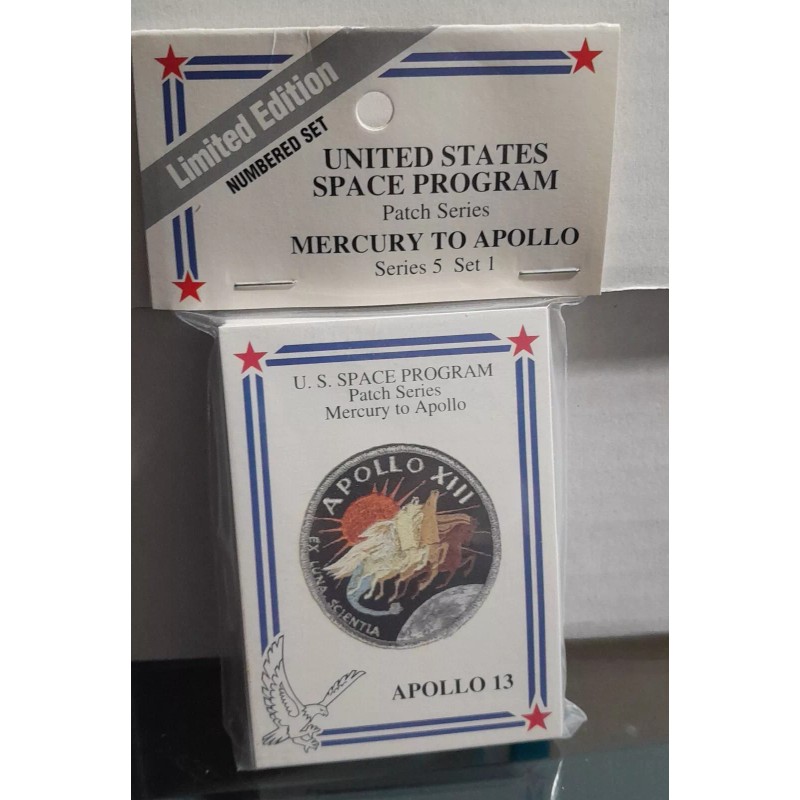 Limited Edition
NUMBERED SET
UNITED STATES
SPACE PROGRAM
Patch Series
MERCURY TO APOLLO
Series 5 Set 1
U. S. SPACE PROGRAM
Patch Series
Mercury to Apollo
APOLLO XIII
EX LUNA, SCIENTIA
APOLLO 13